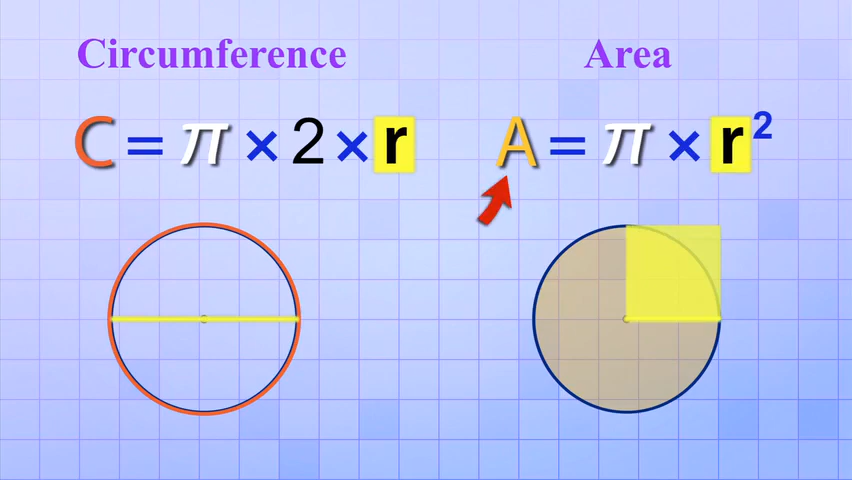 Circumference
C = π × 2 × r
Area
A = π × r²